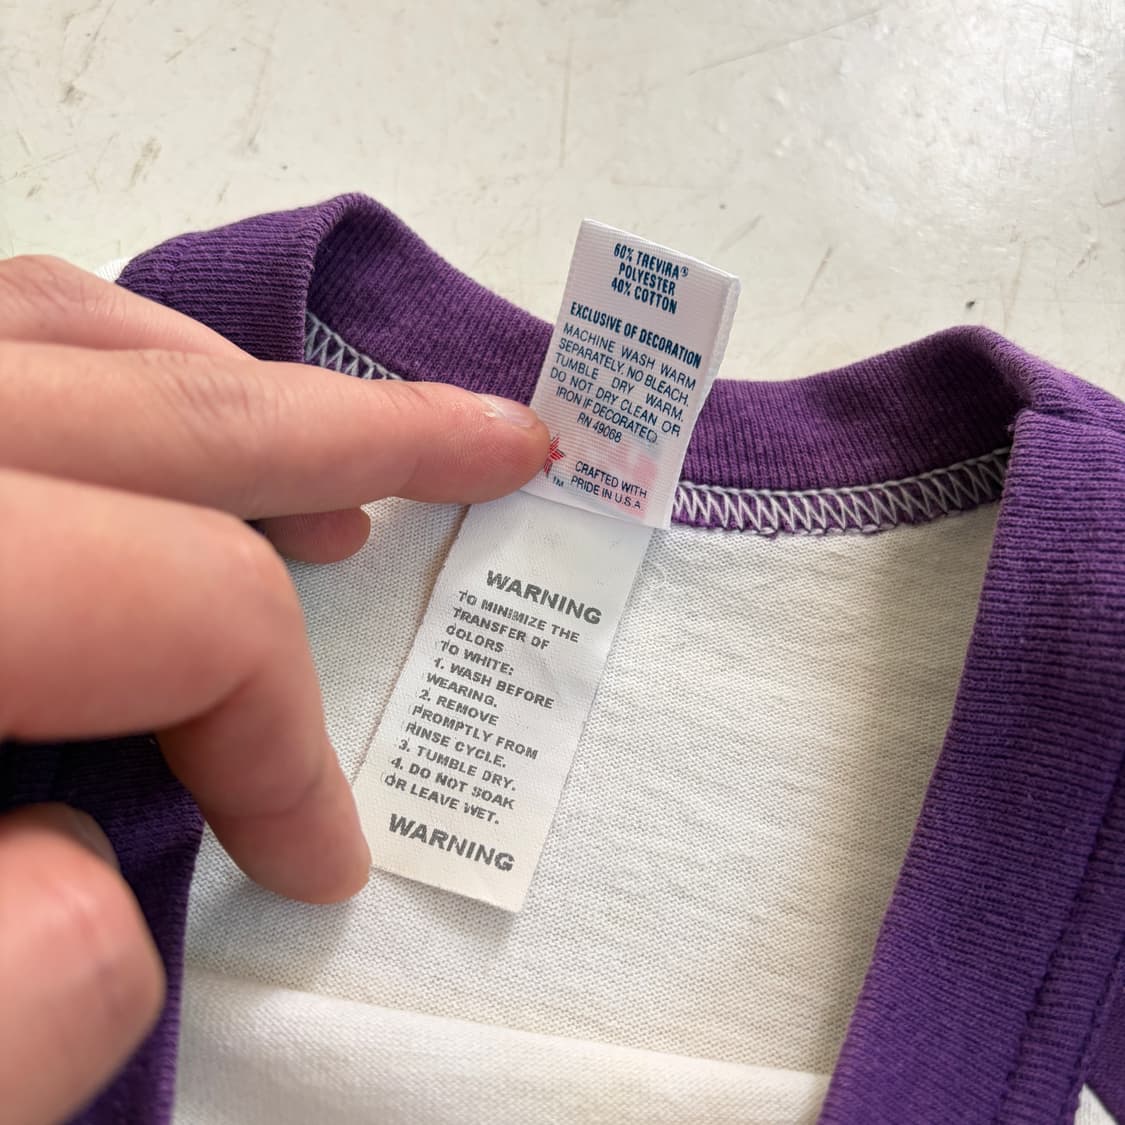 60% TREVIRA®
POLYESTER
40% COTTON
EXCLUSIVE OF DECORATION
MACHINE WASH WARM
SEPARATELY. NO BLEACH.
TUMBLE DRY WARM.
DO NOT DRY CLEAN OR
IRON IF DECORATED.
RN 49068
CRAFTED WITH
™ PRIDE IN U.S.A.
WARNING
TO MINIMIZE THE
TRANSFER OF
COLORS
TO WHITE:
1. WASH BEFORE
WEARING.
2. REMOVE
PROMPTLY FROM
RINSE CYCLE.
3. TUMBLE DRY.
4. DO NOT SOAK
OR LEAVE WET.
WARNING